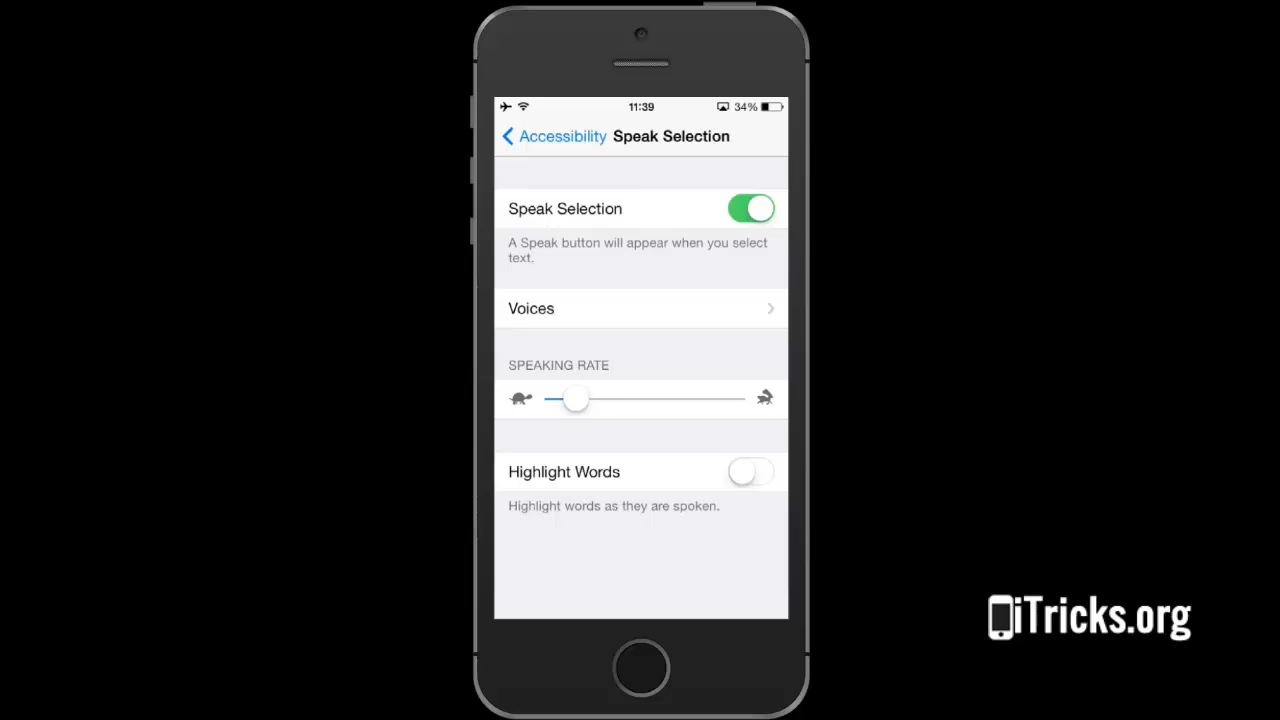 11:39
34%
Accessibility Speak Selection
Speak Selection
A Speak button will appear when you select
text.
Voices
SPEAKING RATE
Highlight Words
Highlight words as they are spoken.
iTricks.org